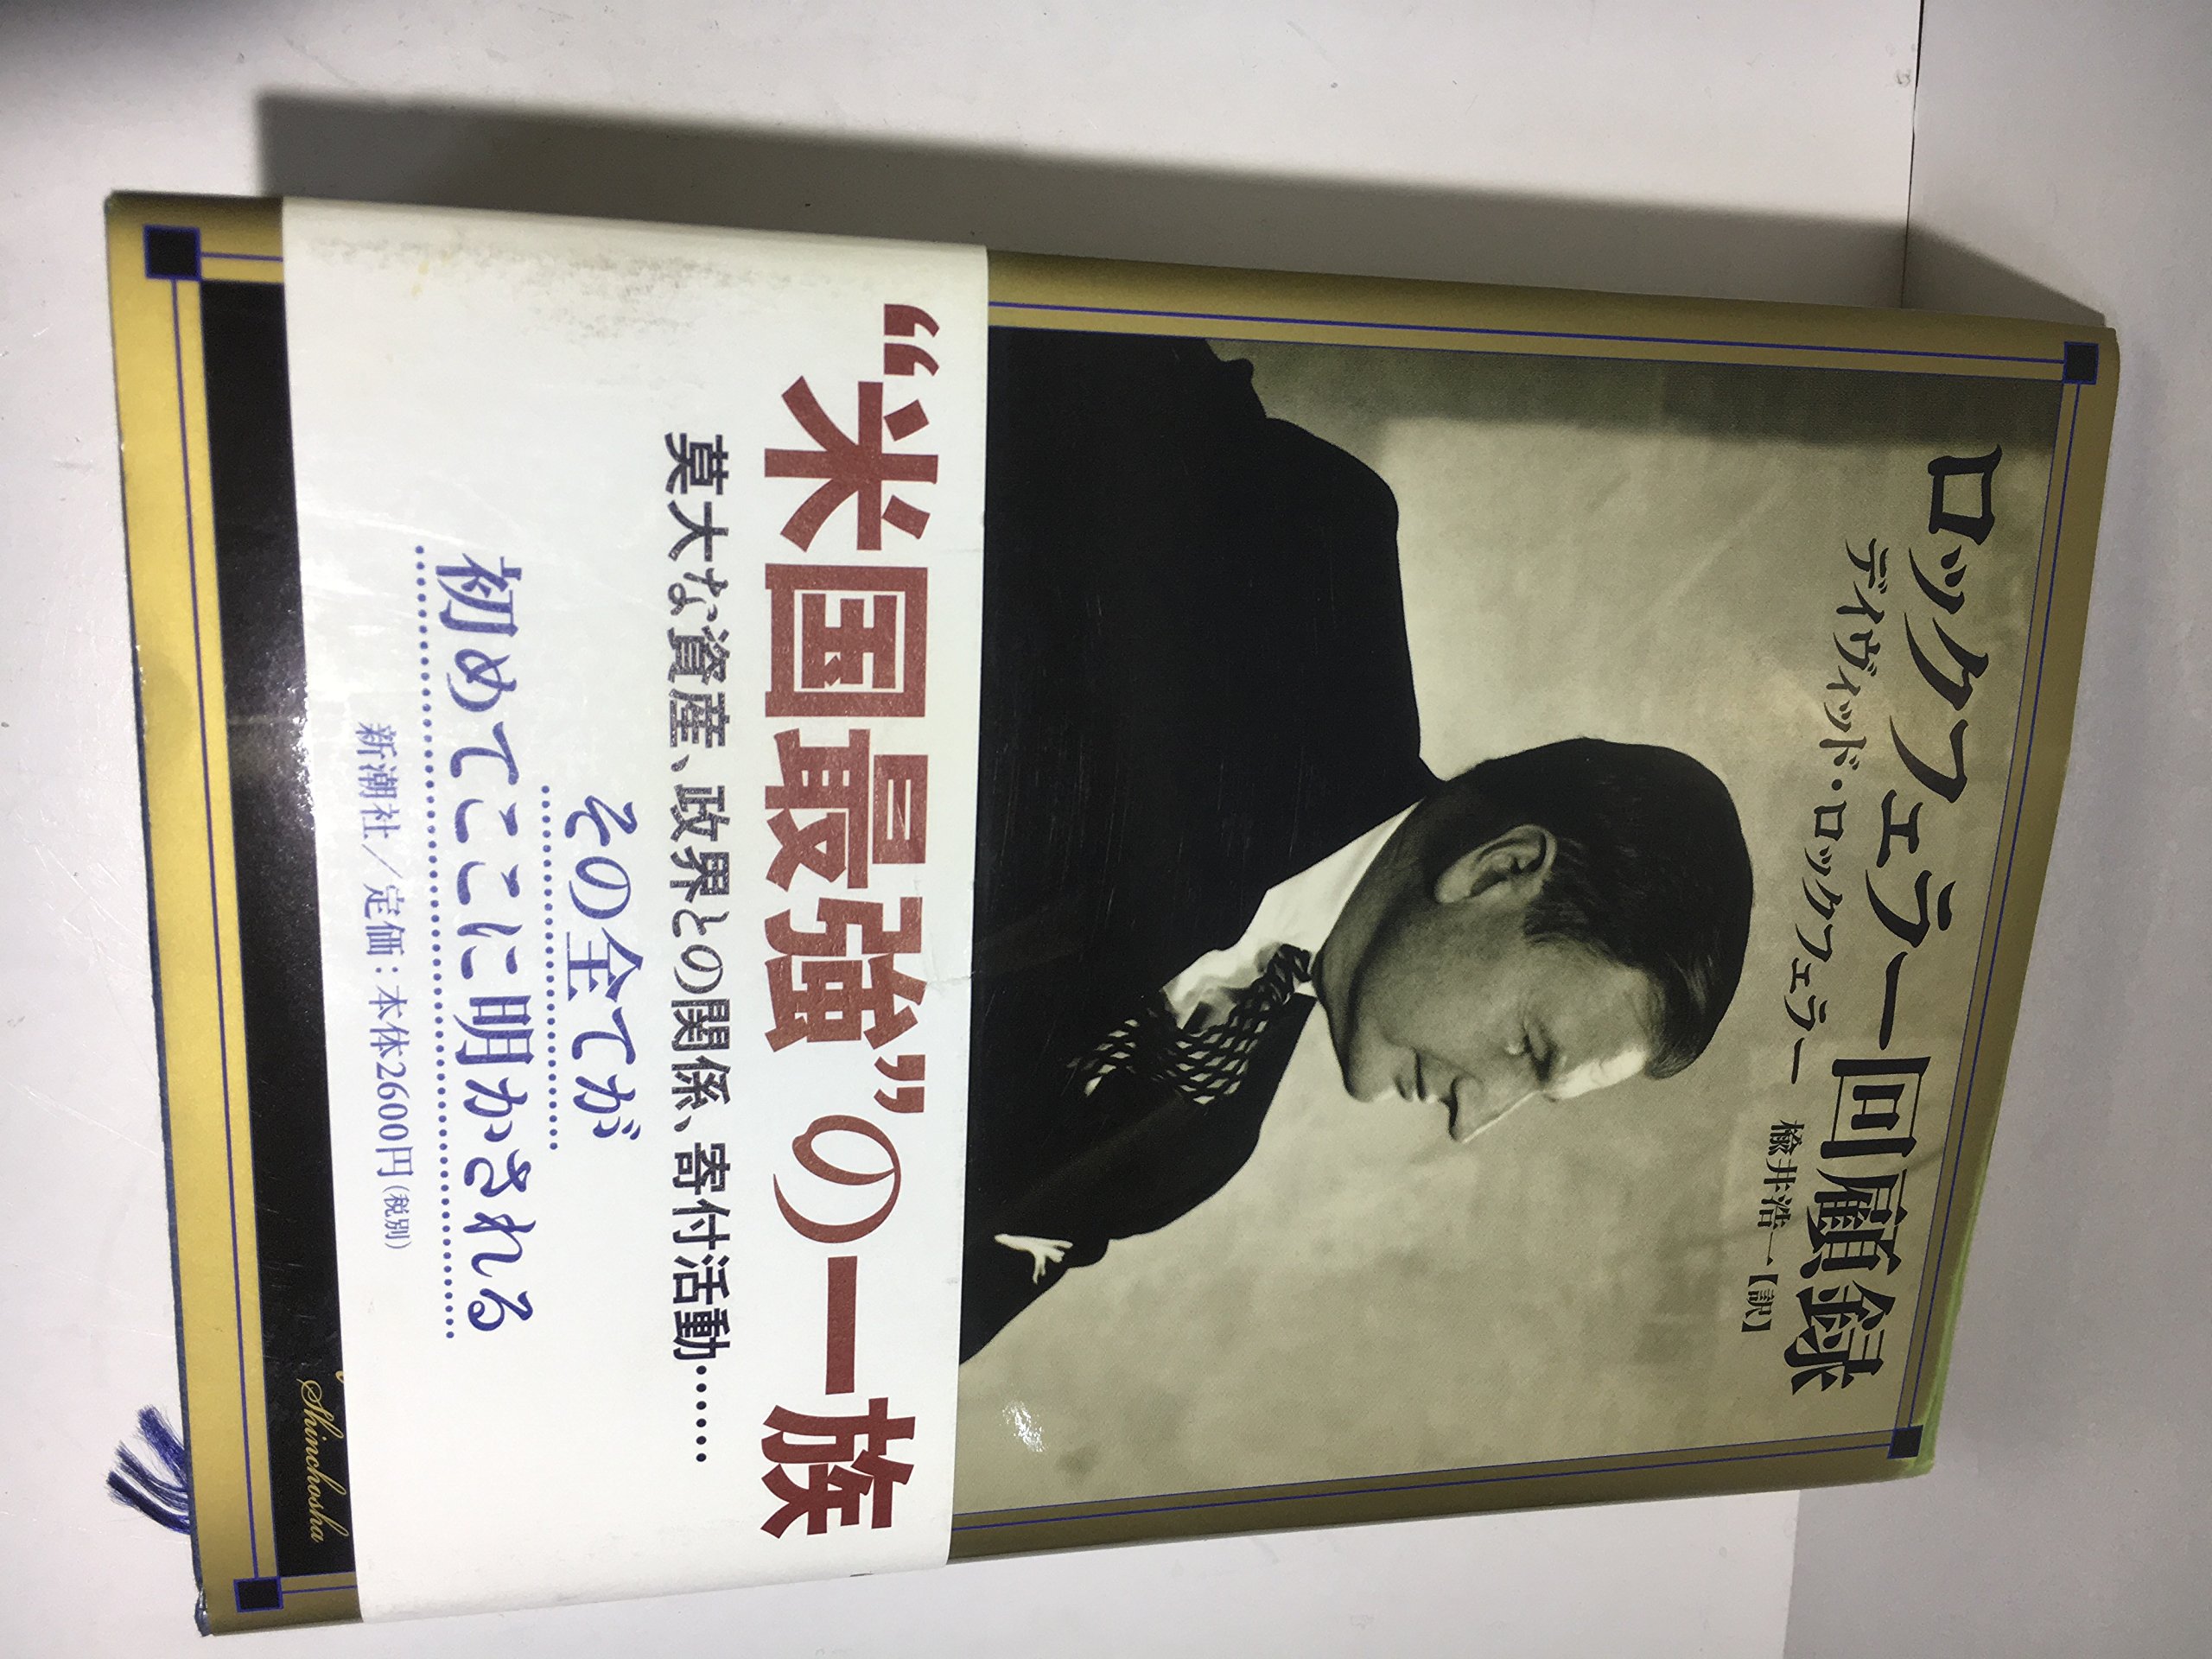 ロックフェラー回顧録
デイヴィッド・ロックフェラー 楡井浩一【訳】
“米国最強”の一族
莫大な資産、政界との関係、寄付活動……
その全てが
初めてここに明かされる
新潮社／定価：本体2600円（税別）
Shinchosha